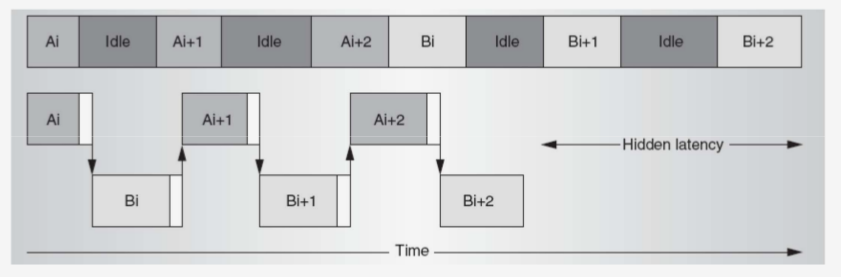 Ai Idle Ai+1 Idle Ai+2 Bi Idle Bi+1 Idle Bi+2
Ai Ai+1 Ai+2
Hidden latency
Bi Bi+1 Bi+2
Time